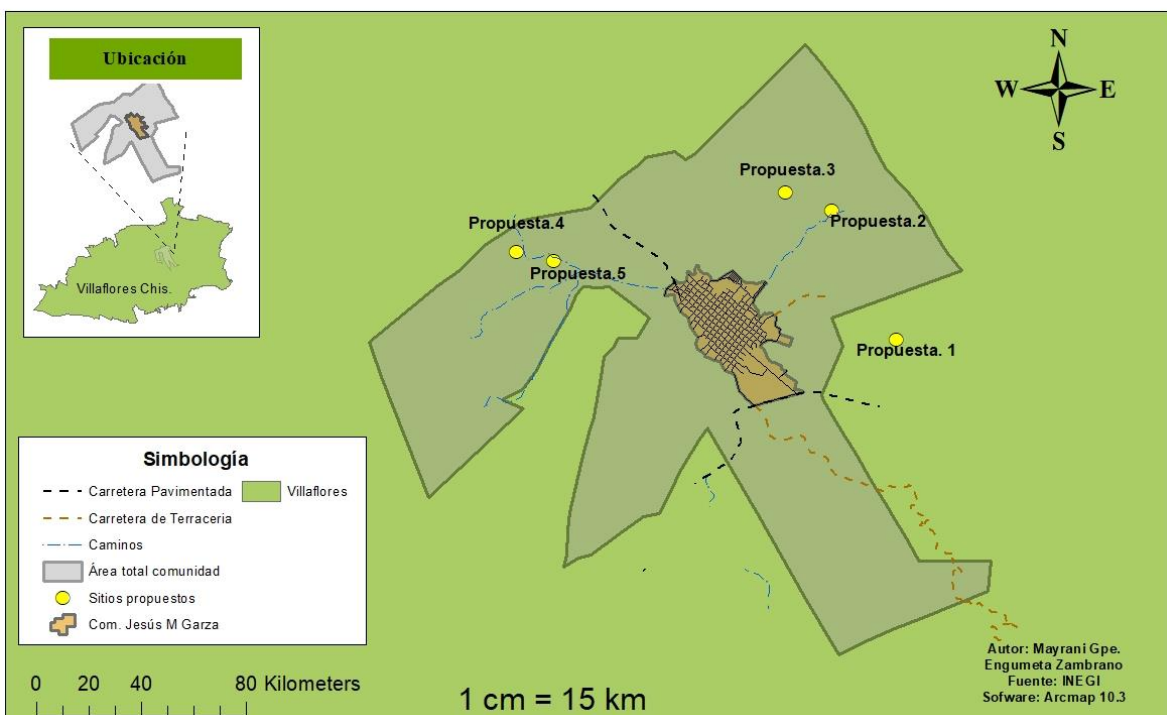 Ubicación
Villaflores Chis.
N
W
E
S
Propuesta.3
Propuesta.2
Propuesta.4
Propuesta.5
Propuesta. 1
Simbología
Carretera Pavimentada
Villaflores
Carretera de Terraceria
Caminos
Área total comunidad
Sitios propuestos
Com. Jesús M Garza
0 20 40 80 Kilometers
1 cm = 15 km
Autor: Mayrani Gpe.
Engumeta Zambrano
Fuente: INEGI
Sofware: Arcmap 10.3